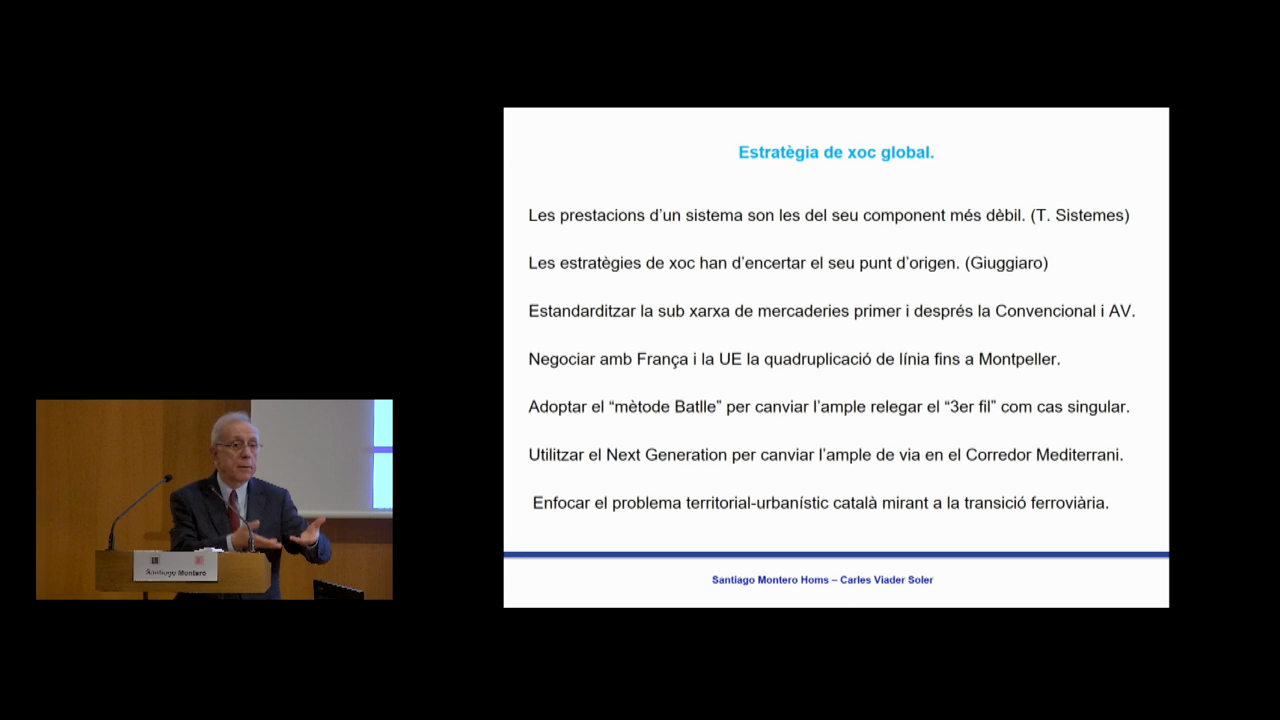 Estratègia de xoc global.
Les prestacions d’un sistema son les del seu component més dèbil. (T. Sistemes)
Les estratègies de xoc han d’encertar el seu punt d’origen. (Giuggiaro)
Estandarditzar la sub xarxa de mercaderies primer i després la Convencional i AV.
Negociar amb França i la UE la quadruplicació de línia fins a Montpeller.
Adoptar el “mètode Batlle” per canviar l’ample relegar el “3er fil” com cas singular.
Utilitzar el Next Generation per canviar l’ample de via en el Corredor Mediterrani.
Enfocar el problema territorial-urbanístic català mirant a la transició ferroviària.
Santiago Montero Homs – Carles Viader Soler
Santiago Montero